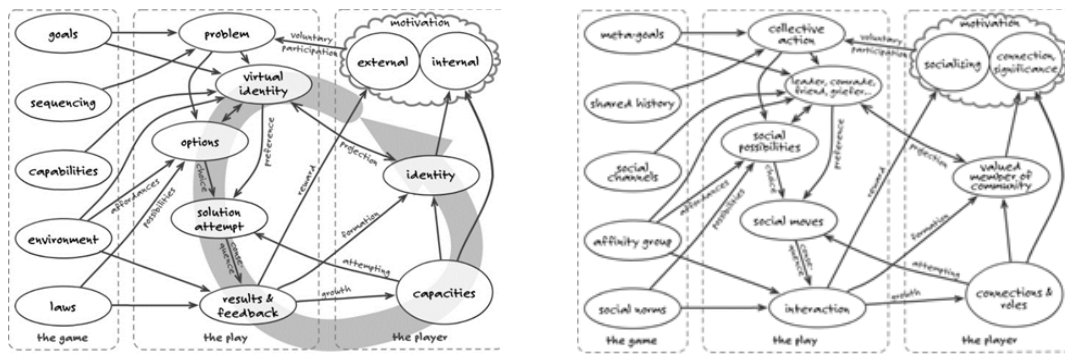 goals
problem
voluntary
participation
motivation
external
internal
virtual
identity
sequencing
options
preference
projection
capabilities
choice
identity
affordances
possibilities
reward
solution
attempt
environment
formation
conse-
quence
attempting
laws
results &
feedback
growth
capacities
the game
the play
the player
meta-goals
collective
action
voluntary
participation
motivation
socializing
connection,
significance
leader, comrade,
friend, griefer...
shared history
social
possibilities
preference
projection
social
channels
choice
valued
member of
community
affordances
possibilities
reward
social moves
affinity group
formation
conse-
quence
attempting
social norms
interaction
growth
connections &
roles
the game
the play
the player